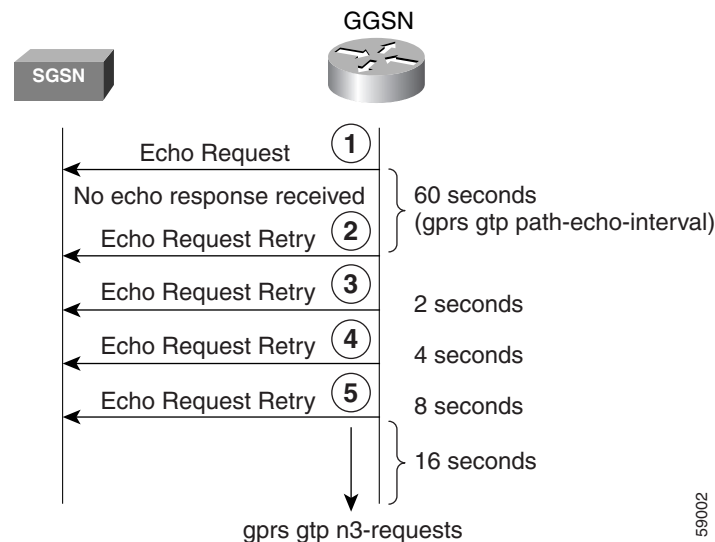 GGSN
SGSN
1
Echo Request
No echo response received
60 seconds
(gprs gtp path-echo-interval)
2
Echo Request Retry
3
Echo Request Retry
2 seconds
4
Echo Request Retry
4 seconds
5
Echo Request Retry
8 seconds
16 seconds
gprs gtp n3-requests
59002